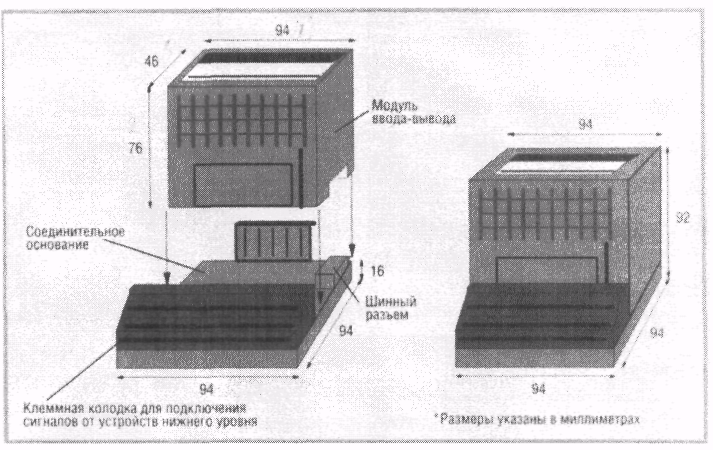 94
46
Модуль
ввода-вывода
76
94
92
Соединительное
основание
16
Шинный
разъем
94
94
94
94
Клеммная колодка для подключения
сигналов от устройств нижнего уровня
*Размеры указаны в миллиметрах